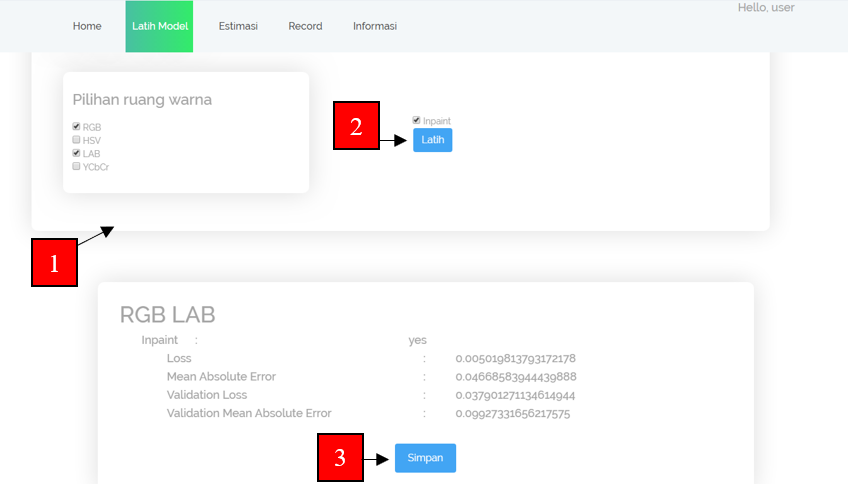 Hello, user
Home Latih Model Estimasi Record Informasi
Pilihan ruang warna
RGB
HSV
LAB
YCbCr
2
Inpaint
Latih
1
RGB LAB
Inpaint : yes
Loss : 0.005019813793172178
Mean Absolute Error : 0.04668583944439888
Validation Loss : 0.037901271134614944
Validation Mean Absolute Error : 0.09927331656217575
3
Simpan